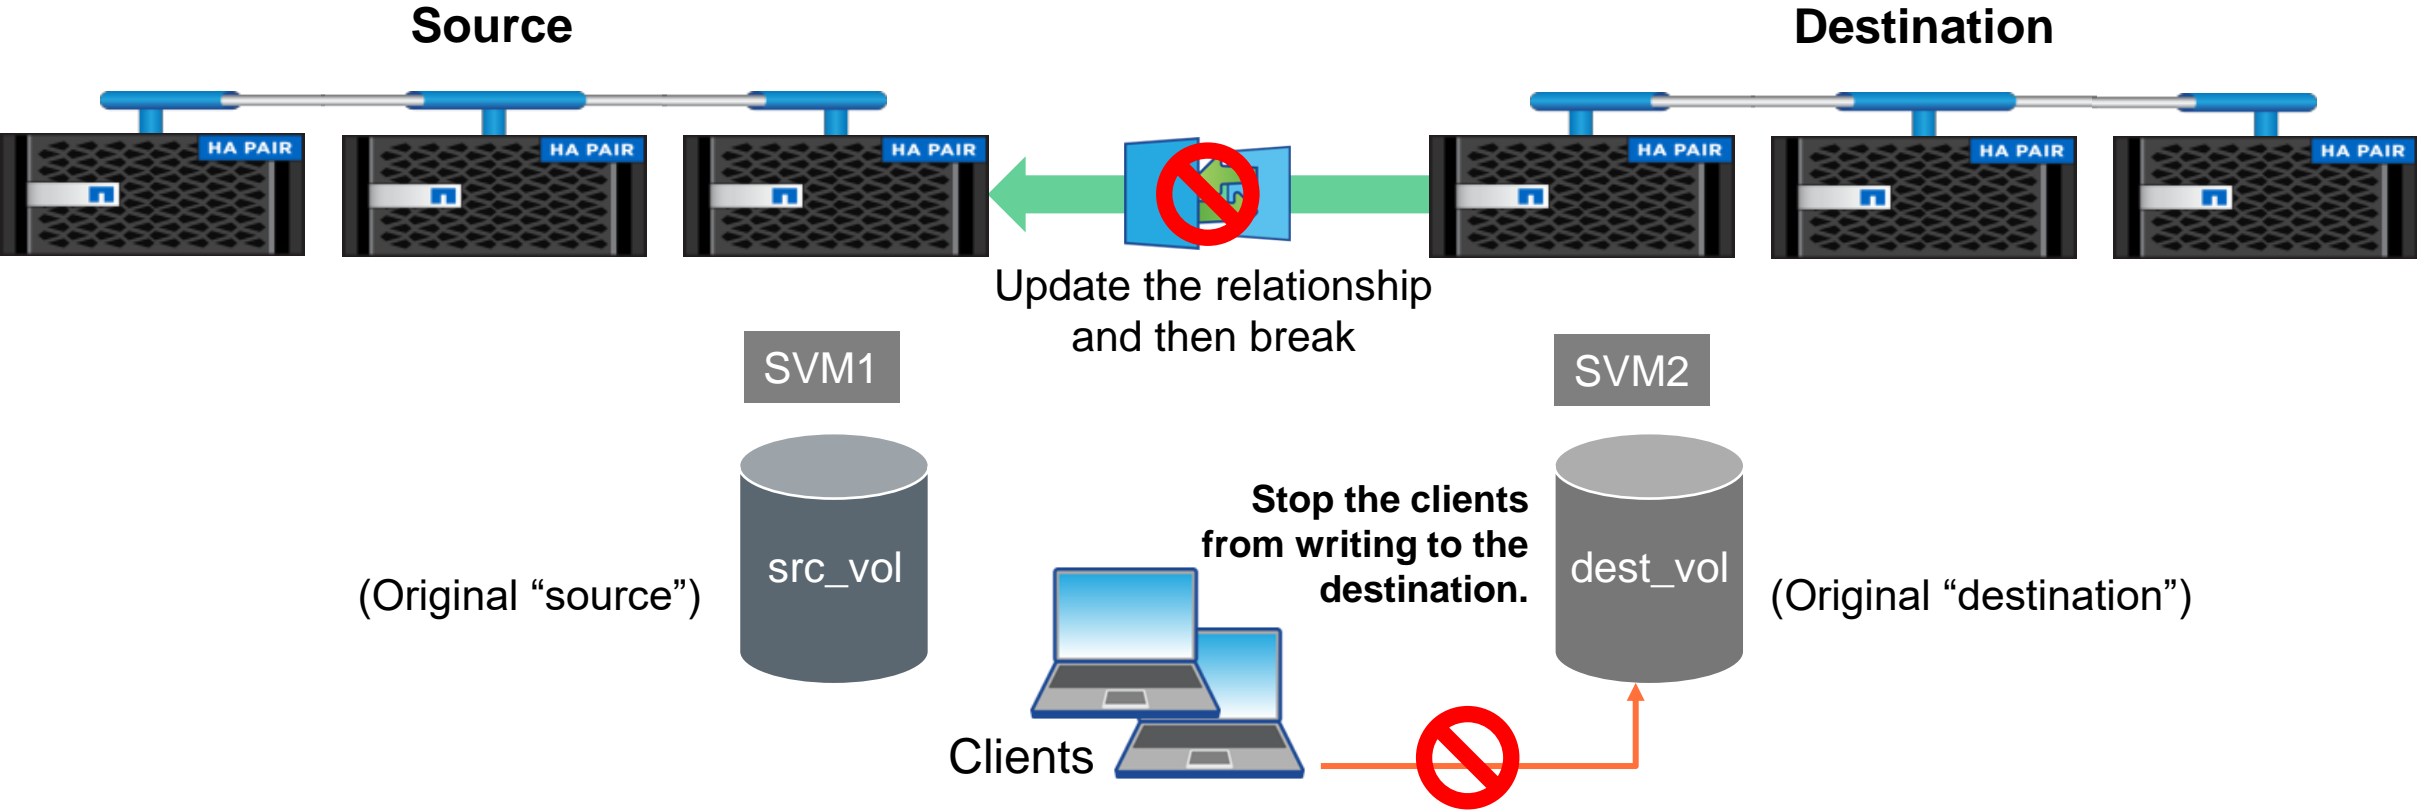 Source
Destination
HA PAIR
HA PAIR
HA PAIR
HA PAIR
HA PAIR
HA PAIR
Update the relationship
and then break
SVM1
SVM2
src_vol
(Original “source”)
Stop the clients
from writing to the
destination.
dest_vol
(Original “destination”)
Clients